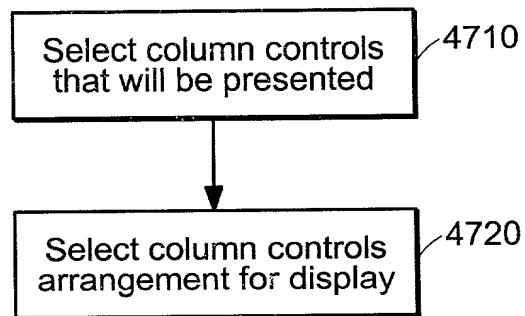 Select column controls
that will be presented
4710
Select column controls
arrangement for display
4720